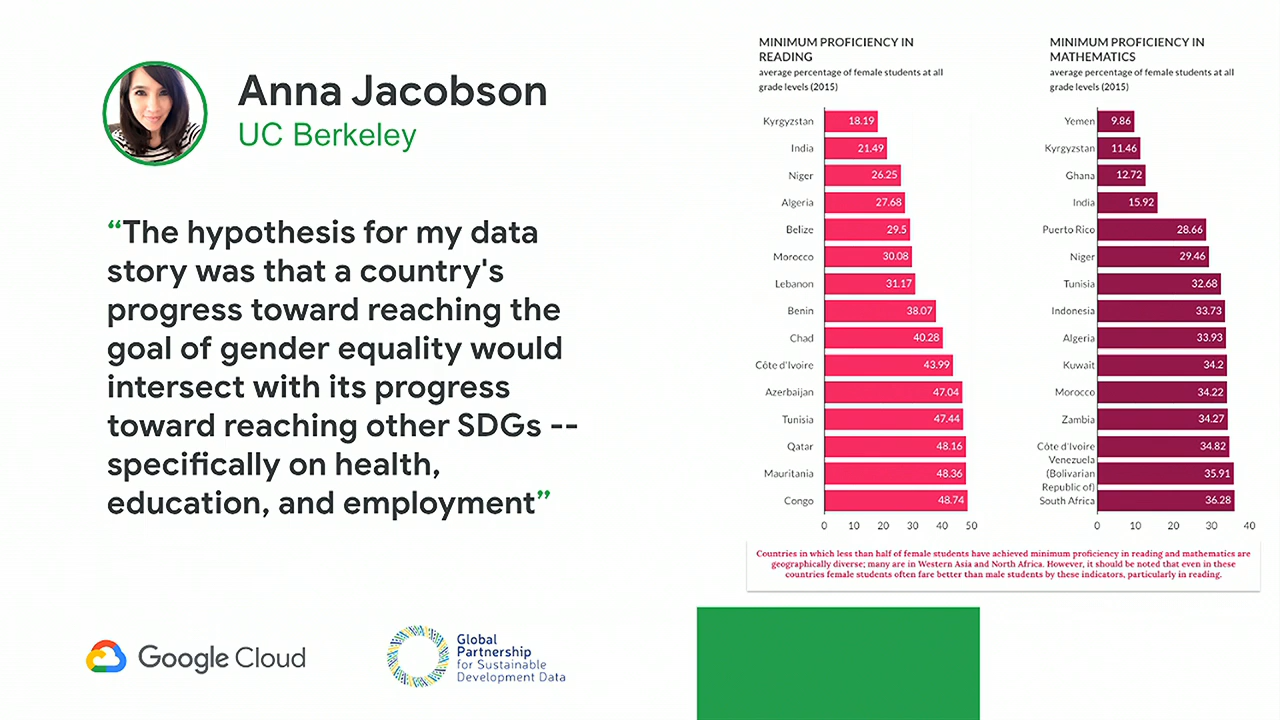 Anna Jacobson
UC Berkeley
“The hypothesis for my data
story was that a country's
progress toward reaching the
goal of gender equality would
intersect with its progress
toward reaching other SDGs --
specifically on health,
education, and employment”
Google Cloud
Global
Partnership
for Sustainable
Development Data
MINIMUM PROFICIENCY IN
READING
average percentage of female students at all
grade levels (2015)
Kyrgyzstan 18.19
India 21.49
Niger 26.25
Algeria 27.68
Belize 29.5
Morocco 30.08
Lebanon 31.17
Benin 38.07
Chad 40.28
Côte d'Ivoire 43.99
Azerbaijan 47.04
Tunisia 47.44
Qatar 48.16
Mauritania 48.36
Congo 48.74
0 10 20 30 40 50
MINIMUM PROFICIENCY IN
MATHEMATICS
average percentage of female students at all
grade levels (2015)
Yemen 9.86
Kyrgyzstan 11.46
Ghana 12.72
India 15.92
Puerto Rico 28.66
Niger 29.46
Tunisia 32.68
Indonesia 33.73
Algeria 33.93
Kuwait 34.2
Morocco 34.22
Zambia 34.27
Côte d'Ivoire 34.82
Venezuela
(Bolivarian 35.91
Republic of)
South Africa 36.28
0 10 20 30 40
Countries in which less than half of female students have achieved minimum proficiency in reading and mathematics are
geographically diverse; many are in Western Asia and North Africa. However, it should be noted that even in these
countries female students often fare better than male students by these indicators, particularly in reading.